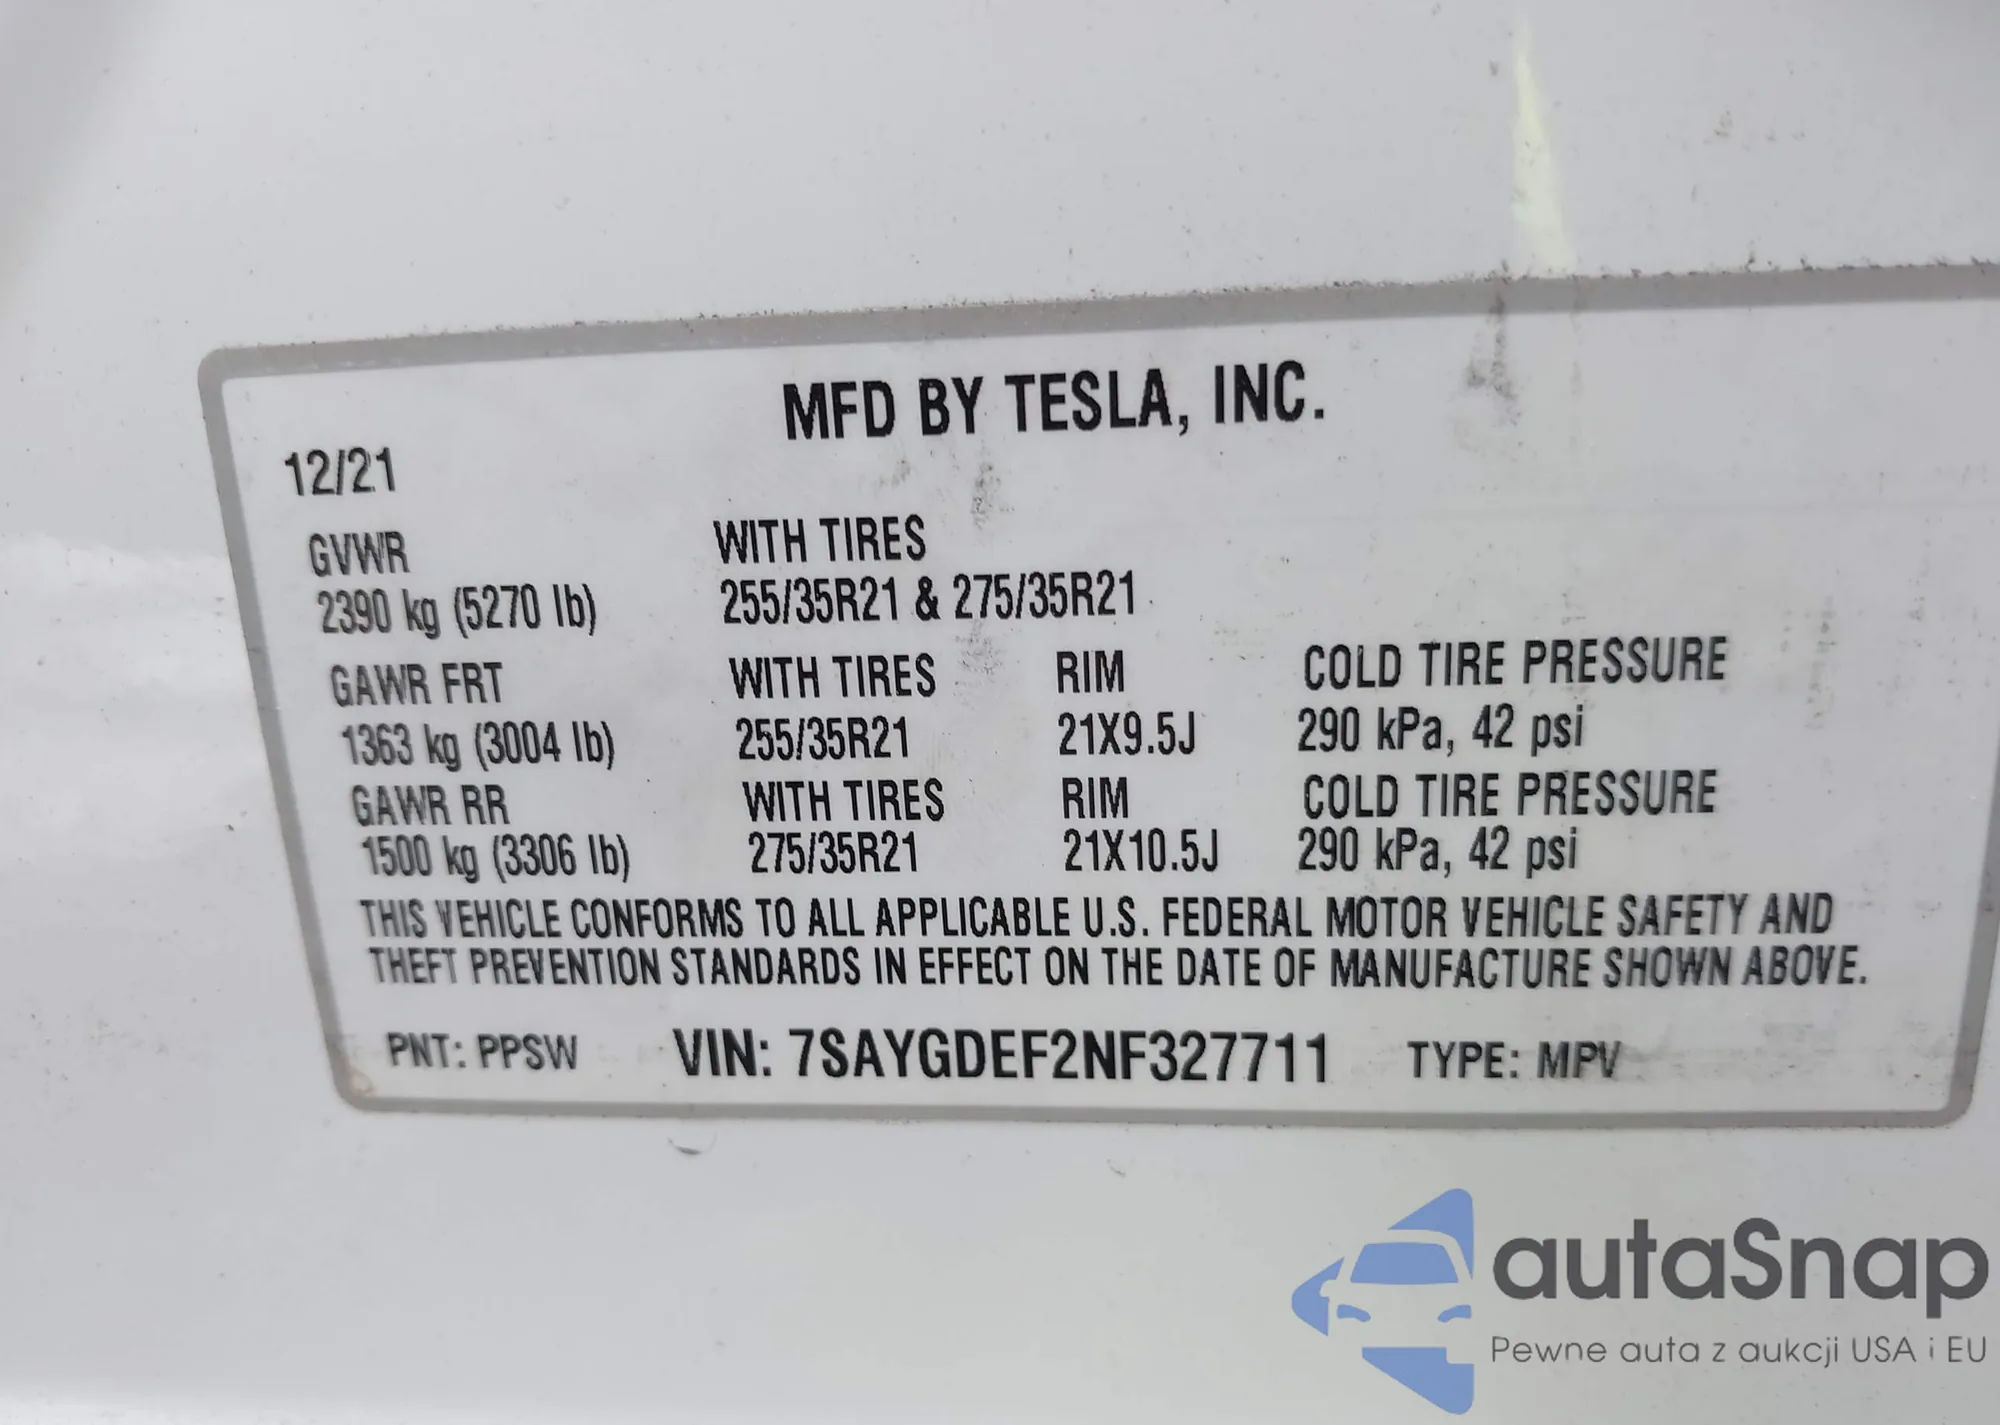 MFD BY TESLA, INC.
12/21
GVWR WITH TIRES
2390 kg (5270 lb) 255/35R21 & 275/35R21
GAWR FRT WITH TIRES RIM COLD TIRE PRESSURE
1363 kg (3004 lb) 255/35R21 21X9.5J 290 kPa, 42 psi
GAWR RR WITH TIRES RIM COLD TIRE PRESSURE
1500 kg (3306 lb) 275/35R21 21X10.5J 290 kPa, 42 psi
THIS VEHICLE CONFORMS TO ALL APPLICABLE U.S. FEDERAL MOTOR VEHICLE SAFETY AND
THEFT PREVENTION STANDARDS IN EFFECT ON THE DATE OF MANUFACTURE SHOWN ABOVE.
PNT: PPSW VIN: 7SAYGDEF2NF327711 TYPE: MPV
autaSnap
Pewne auta z aukcji USA i EU